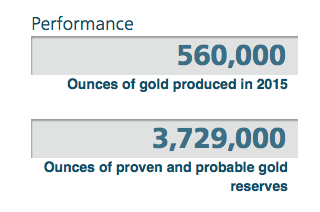 Performance
560,000
Ounces of gold produced in 2015
3,729,000
Ounces of proven and probable gold
reserves